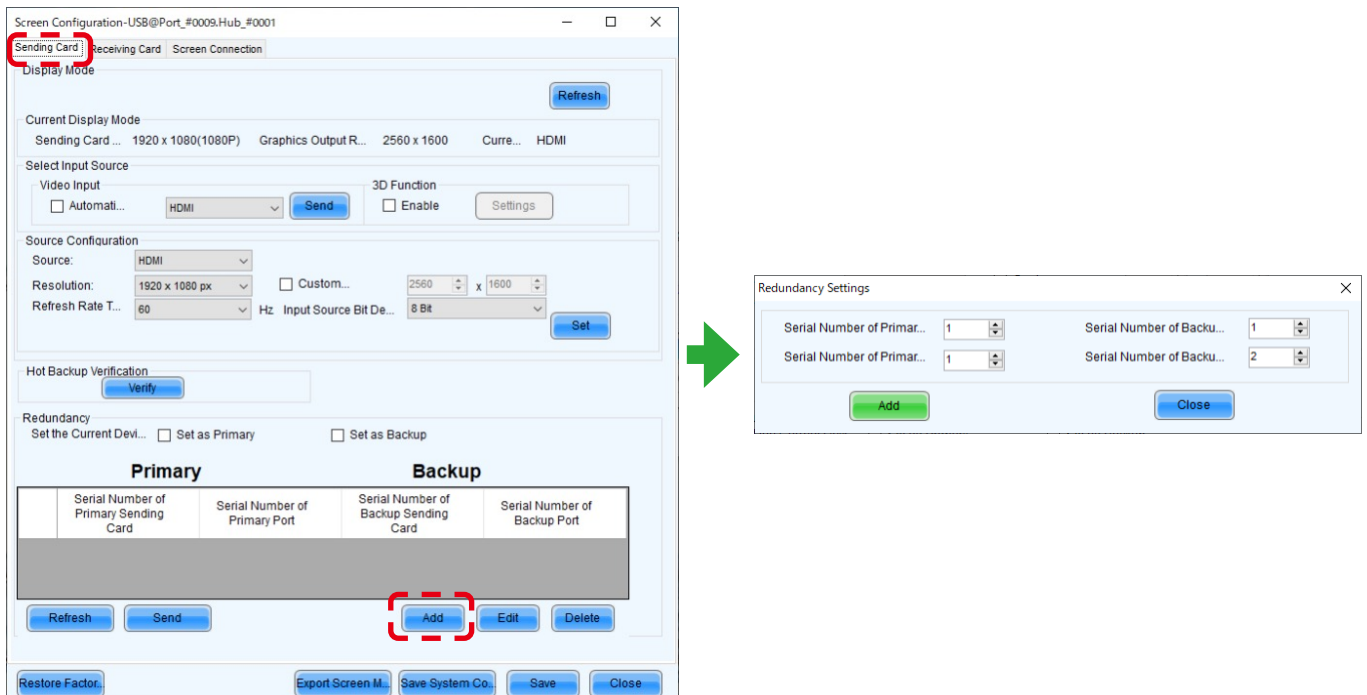 Screen Configuration-USB@Port_#0009.Hub_#0001
Sending Card Receiving Card Screen Connection
Display Mode
Refresh
Current Display Mode
Sending Card ... 1920 x 1080(1080P) Graphics Output R... 2560 x 1600 Curre... HDMI
Select Input Source
Video Input 3D Function
Automati... HDMI Send Enable Settings
Source Configuration
Source: HDMI
Resolution: 1920 x 1080 px Custom... 2560 x 1600
Refresh Rate T... 60 Hz Input Source Bit De... 8 Bit
Set
Hot Backup Verification
Verify
Redundancy
Set the Current Devi... Set as Primary Set as Backup
Primary Backup
Serial Number of Primary Sending Card Serial Number of Primary Port Serial Number of Backup Sending Card Serial Number of Backup Port
Refresh Send Add Edit Delete
Restore Factor... Export Screen M... Save System Co... Save Close
Redundancy Settings
Serial Number of Primar... 1 Serial Number of Backu... 1
Serial Number of Primar... 1 Serial Number of Backu... 2
Add Close